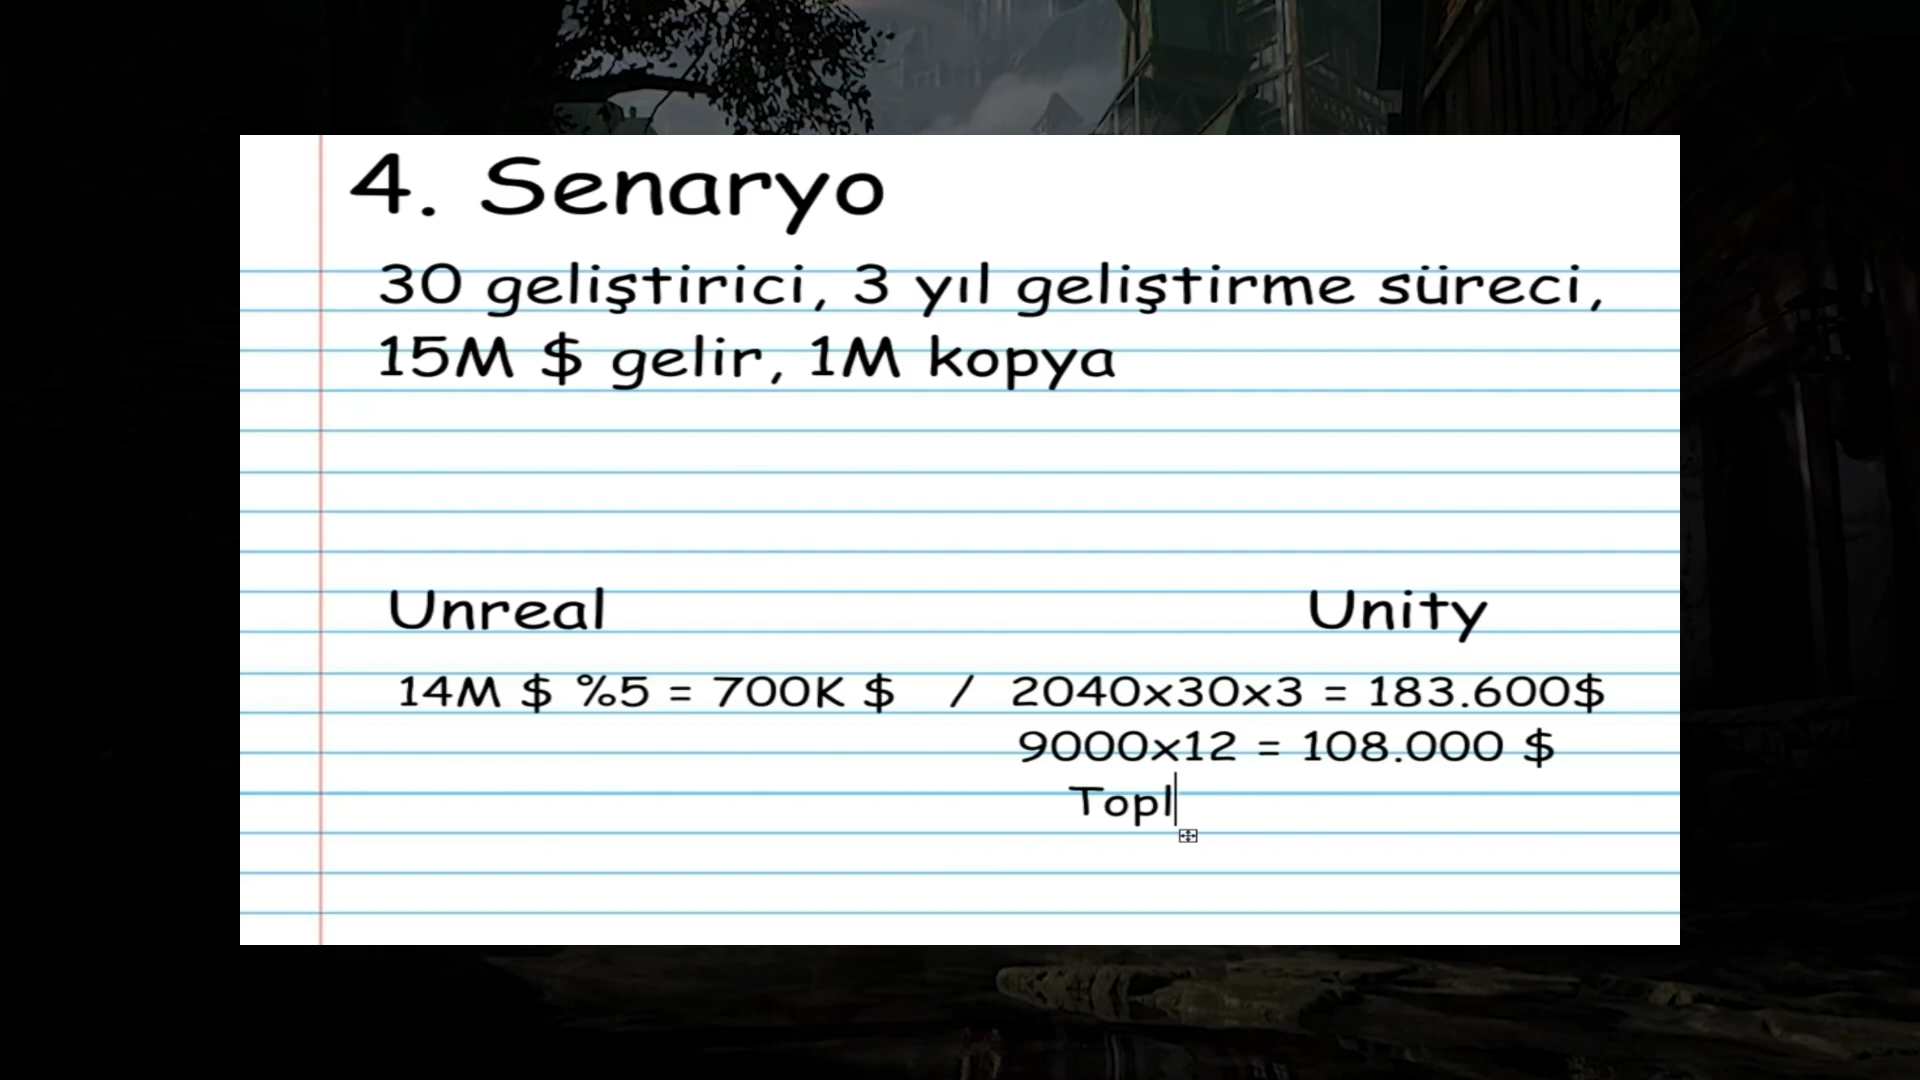 4. Senaryo
30 geliştirici, 3 yıl geliştirme süreci,
15M $ gelir, 1M kopya
Unreal Unity
14M $ %5 = 700K $ / 2040x30x3 = 183.600$
9000x12 = 108.000 $
Topl